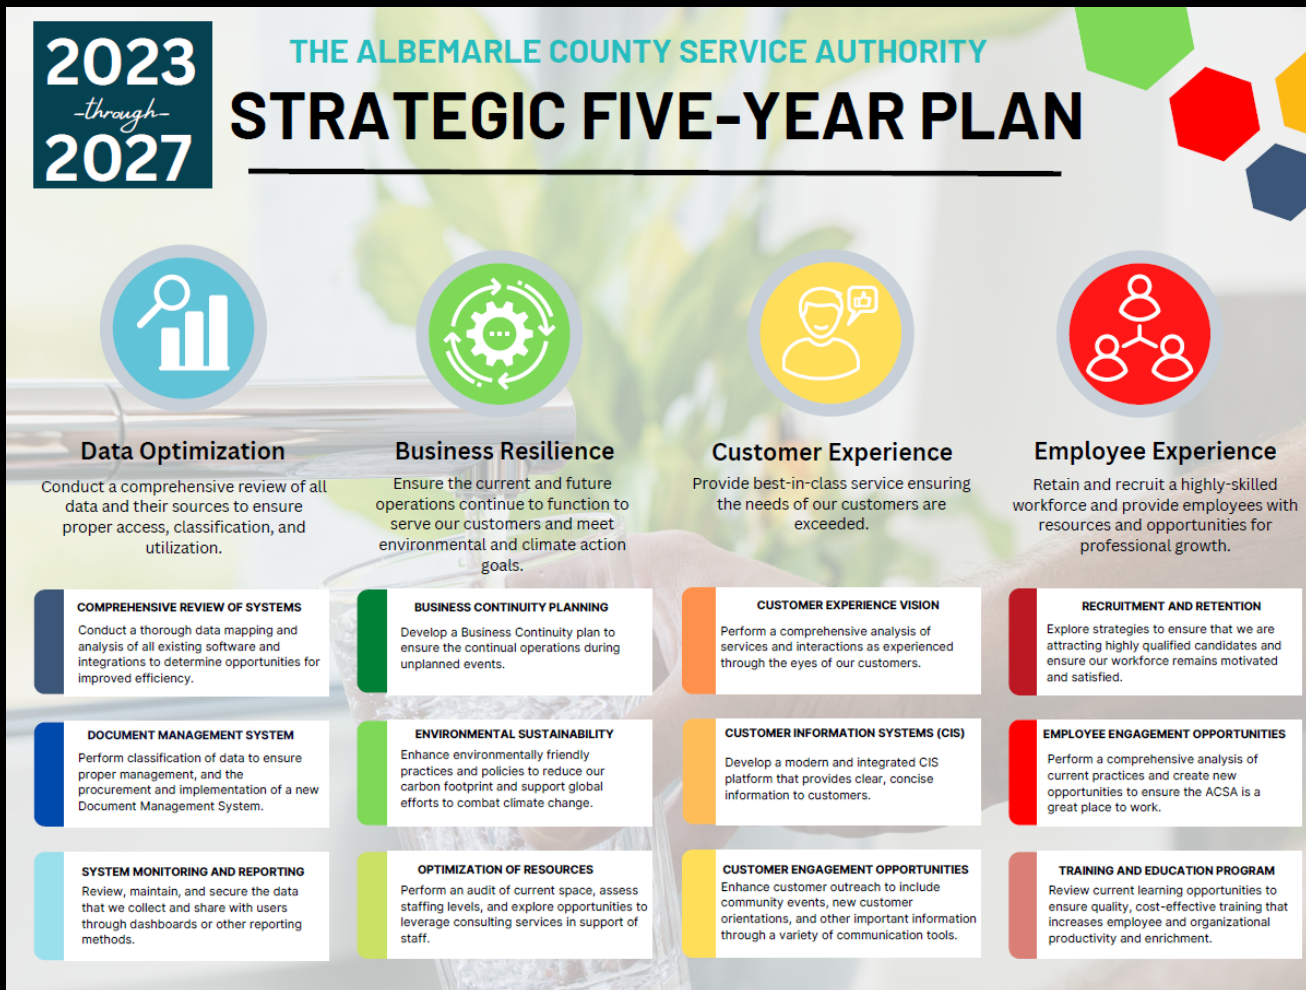 2023
-through-
2027
THE ALBEMARLE COUNTY SERVICE AUTHORITY
STRATEGIC FIVE-YEAR PLAN
Data Optimization
Conduct a comprehensive review of all
data and their sources to ensure
proper access, classification, and
utilization.
COMPREHENSIVE REVIEW OF SYSTEMS
Conduct a thorough data mapping and
analysis of all existing software and
integrations to determine opportunities for
improved efficiency.
DOCUMENT MANAGEMENT SYSTEM
Perform classification of data to ensure
proper management, and the
procurement and implementation of a new
Document Management System.
SYSTEM MONITORING AND REPORTING
Review, maintain, and secure the data
that we collect and share with users
through dashboards or other reporting
methods.
Business Resilience
Ensure the current and future
operations continue to function to
serve our customers and meet
environmental and climate action
goals.
BUSINESS CONTINUITY PLANNING
Develop a Business Continuity plan to
ensure the continual operations during
unplanned events.
ENVIRONMENTAL SUSTAINABILITY
Enhance environmentally friendly
practices and policies to reduce our
carbon footprint and support global
efforts to combat climate change.
OPTIMIZATION OF RESOURCES
Perform an audit of current space, assess
staffing levels, and explore opportunities to
leverage consulting services in support of
staff.
Customer Experience
Provide best-in-class service ensuring
the needs of our customers are
exceeded.
CUSTOMER EXPERIENCE VISION
Perform a comprehensive analysis of
services and interactions as experienced
through the eyes of our customers.
CUSTOMER INFORMATION SYSTEMS (CIS)
Develop a modern and integrated CIS
platform that provides clear, concise
information to customers.
CUSTOMER ENGAGEMENT OPPORTUNITIES
Enhance customer outreach to include
community events, new customer
orientations, and other important information
through a variety of communication tools.
Employee Experience
Retain and recruit a highly-skilled
workforce and provide employees with
resources and opportunities for
professional growth.
RECRUITMENT AND RETENTION
Explore strategies to ensure that we are
attracting highly qualified candidates and
ensure our workforce remains motivated
and satisfied.
EMPLOYEE ENGAGEMENT OPPORTUNITIES
Perform a comprehensive analysis of
current practices and create new
opportunities to ensure the ACSA is a
great place to work.
TRAINING AND EDUCATION PROGRAM
Review current learning opportunities to
ensure quality, cost-effective training that
increases employee and organizational
productivity and enrichment.